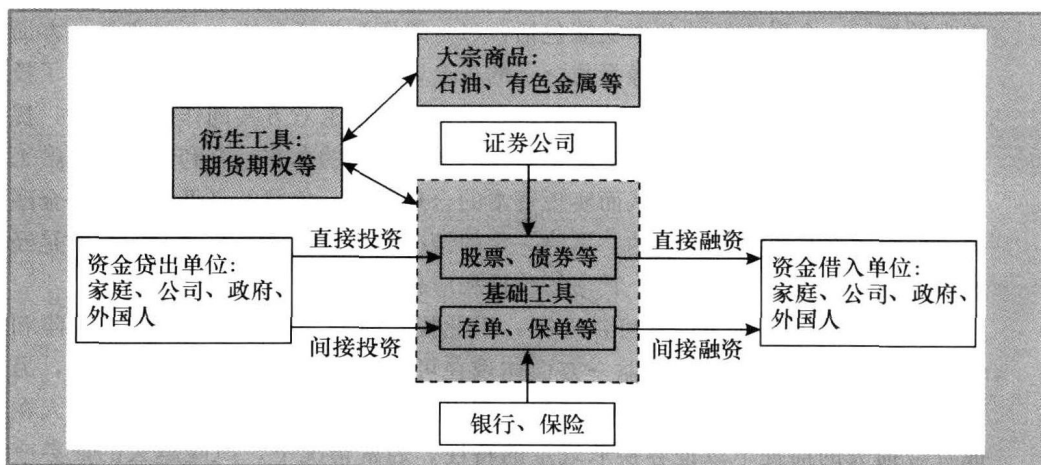 大宗商品：
石油、有色金属等
衍生工具：
期货期权等
证券公司
直接投资
直接融资
资金贷出单位：
家庭、公司、政府、
外国人
股票、债券等
基础工具
存单、保单等
资金借入单位：
家庭、公司、政府、
外国人
间接投资
间接融资
银行、保险